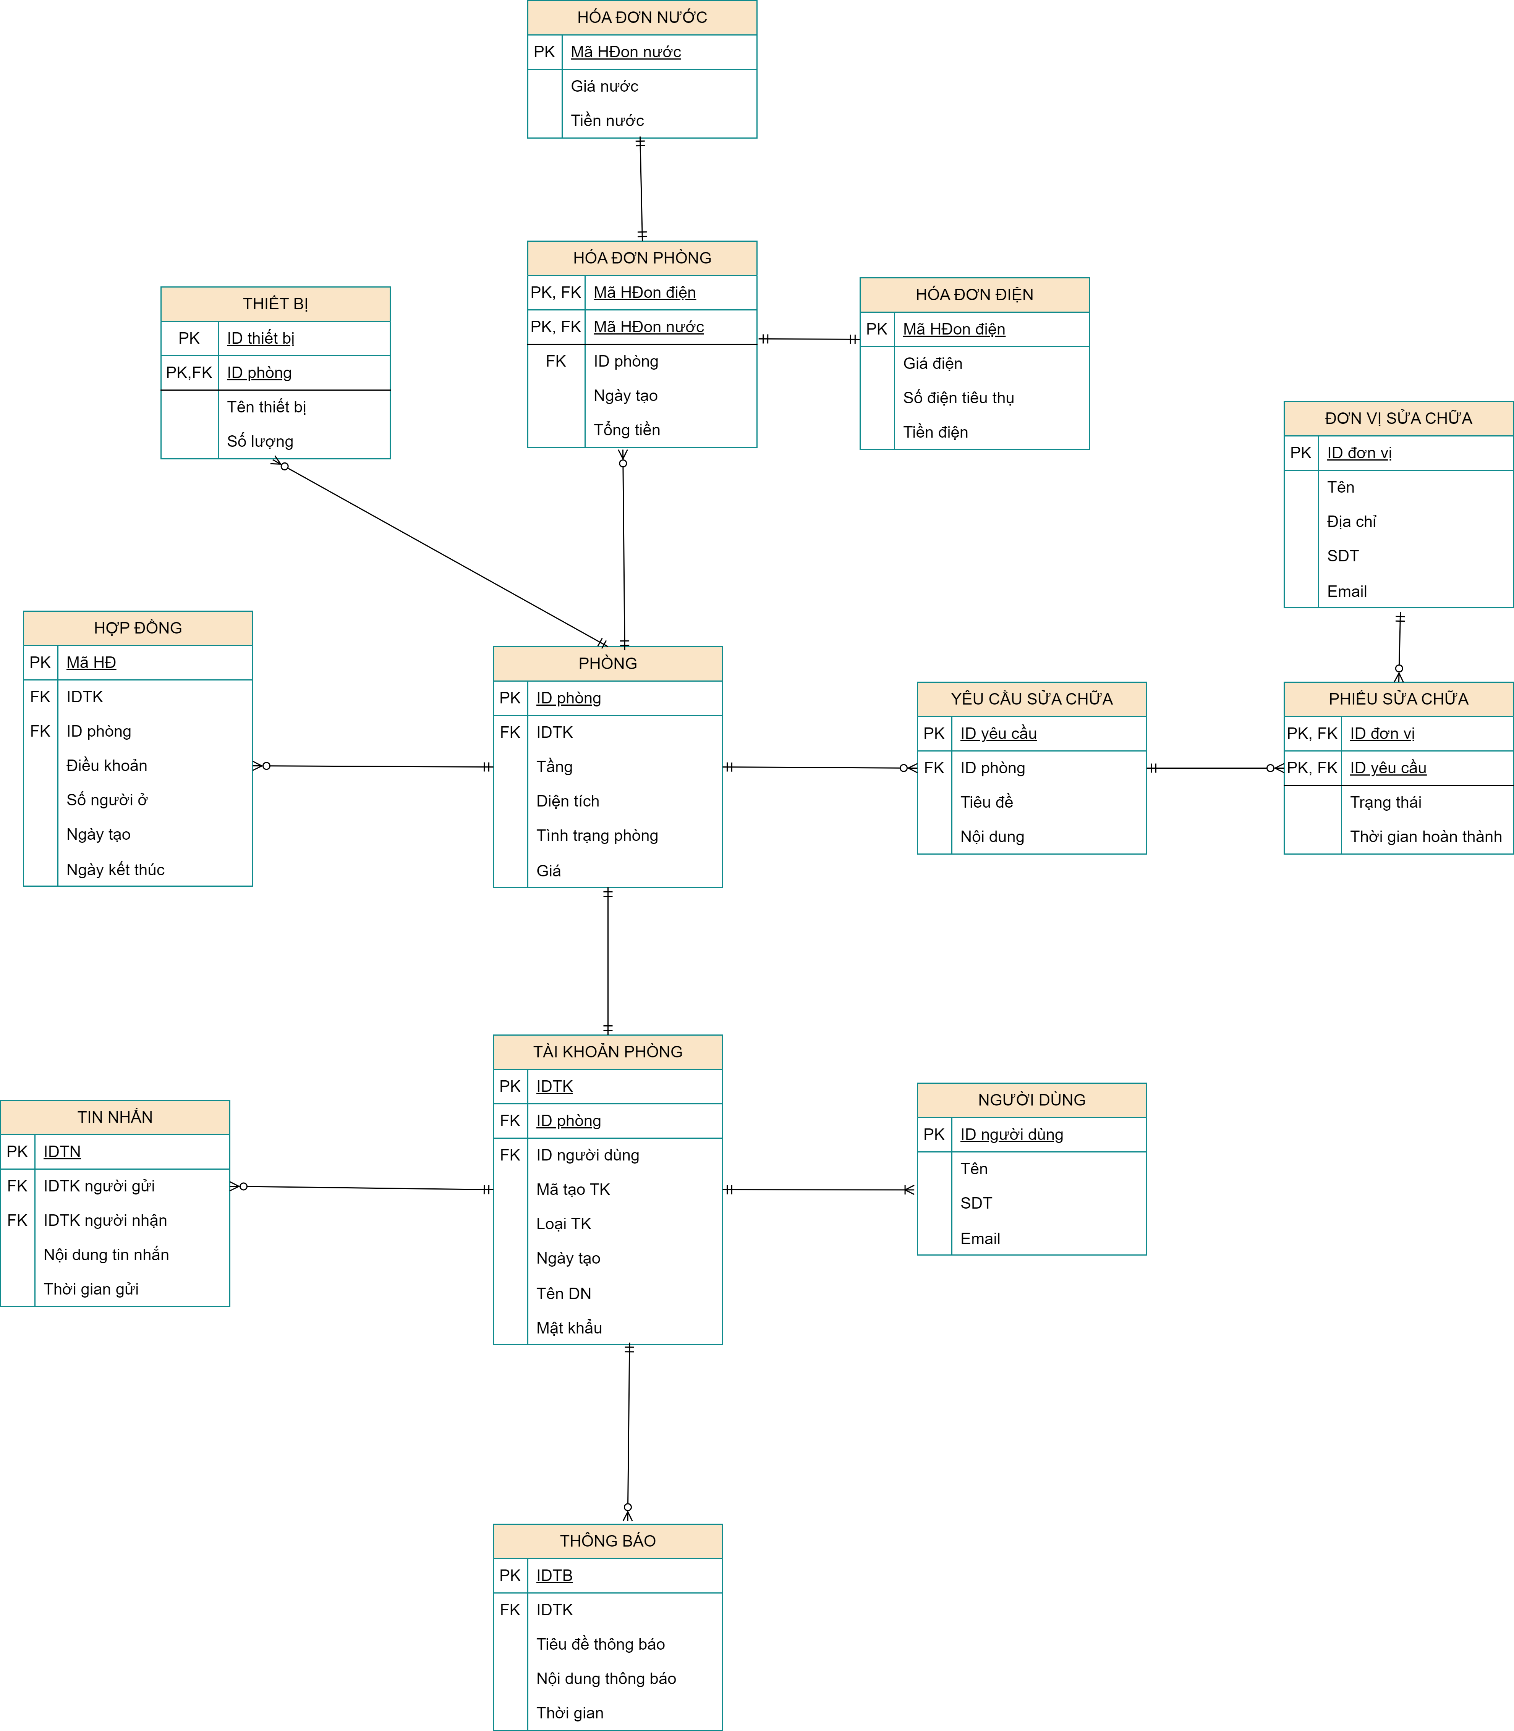 HÓA ĐƠN NƯỚC
PK Mã HĐon nước
Giá nước
Tiền nước
HÓA ĐƠN PHÒNG
PK, FK Mã HĐon điện
PK, FK Mã HĐon nước
FK ID phòng
Ngày tạo
Tổng tiền
HÓA ĐƠN ĐIỆN
PK Mã HĐon điện
Giá điện
Số điện tiêu thụ
Tiền điện
THIẾT BỊ
PK ID thiết bị
PK,FK ID phòng
Tên thiết bị
Số lượng
ĐƠN VỊ SỬA CHỮA
PK ID đơn vị
Tên
Địa chỉ
SDT
Email
HỢP ĐỒNG
PK Mã HĐ
FK IDTK
FK ID phòng
Điều khoản
Số người ở
Ngày tạo
Ngày kết thúc
PHÒNG
PK ID phòng
FK IDTK
Tầng
Diện tích
Tình trạng phòng
Giá
YÊU CẦU SỬA CHỮA
PK ID yêu cầu
FK ID phòng
Tiêu đề
Nội dung
PHIẾU SỬA CHỮA
PK, FK ID đơn vị
PK, FK ID yêu cầu
Trạng thái
Thời gian hoàn thành
TÀI KHOẢN PHÒNG
PK IDTK
FK ID phòng
FK ID người dùng
Mã tạo TK
Loại TK
Ngày tạo
Tên DN
Mật khẩu
TIN NHẮN
PK IDTN
FK IDTK người gửi
FK IDTK người nhận
Nội dung tin nhắn
Thời gian gửi
NGƯỜI DÙNG
PK ID người dùng
Tên
SDT
Email
THÔNG BÁO
PK IDTB
FK IDTK
Tiêu đề thông báo
Nội dung thông báo
Thời gian